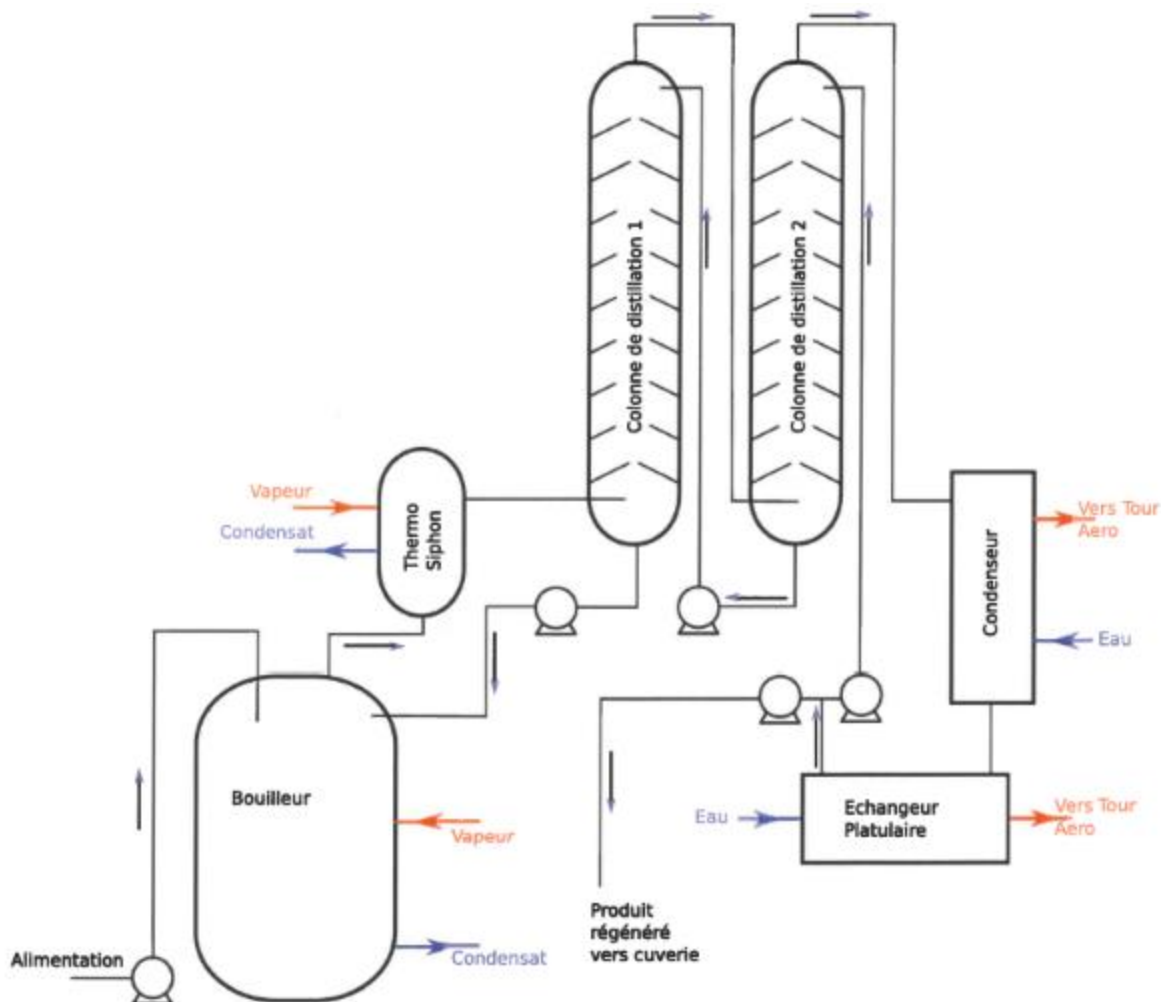 Colonne de distillation 1
Colonne de distillation 2
Vapeur
Condensat
Thermo
Siphon
Condenseur
Vers Tour
Aero
Eau
Bouilleur
Vapeur
Condensat
Eau
Echangeur
Platulaire
Vers Tour
Aero
Produit
régénéré
vers cuverie
Alimentation